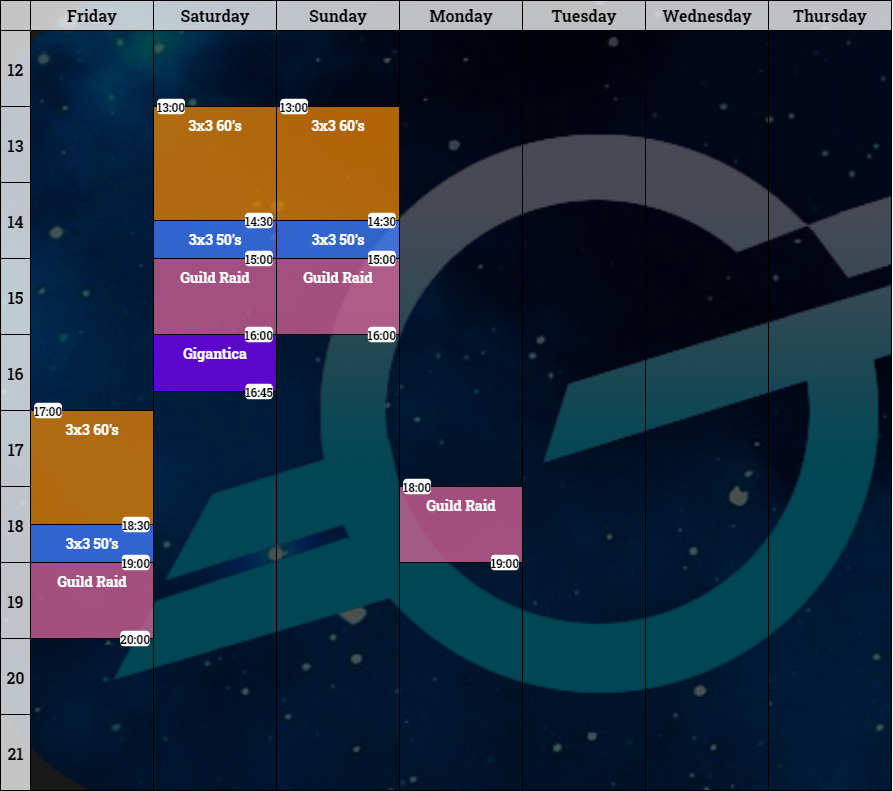 Friday Saturday Sunday Monday Tuesday Wednesday Thursday
12
13:00 13:00
3x3 60's 3x3 60's
13
14:30 14:30
14
3x3 50's 3x3 50's
15:00 15:00
Guild Raid Guild Raid
15
16:00 16:00
Gigantica
16
16:45
17:00
3x3 60's
17
18:00
Guild Raid
18:30
18
3x3 50's
19:00 19:00
Guild Raid
19
20:00
20
21